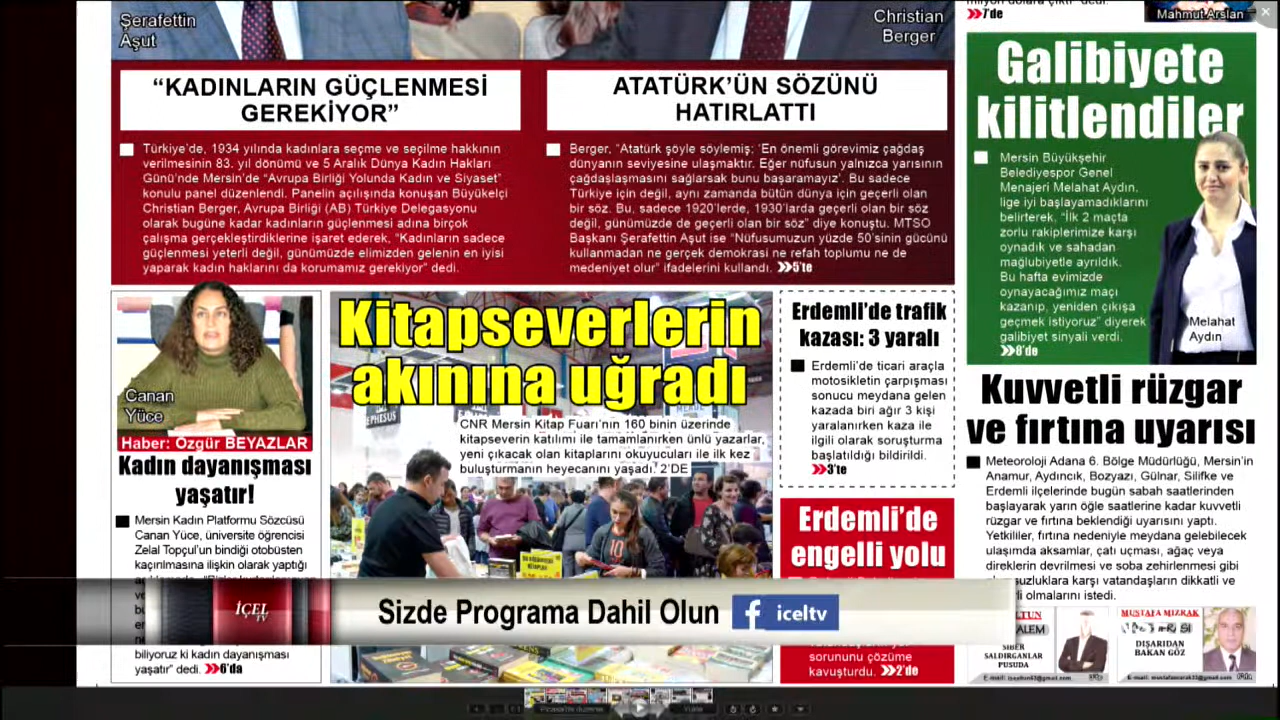 Şerafettin
Aşut
Christian
Berger
7'de
Mahmut Arslan
“KADINLARIN GÜÇLENMESİ
GEREKİYOR”
Türkiye’de, 1934 yılında kadınlara seçme ve seçilme hakkının
verilmesinin 83. yıl dönümü ve 5 Aralık Dünya Kadın Hakları
Günü’nde Mersin’de “Avrupa Birliği Yolunda Kadın ve Siyaset”
konulu panel düzenlendi. Panelin açılışında konuşan Büyükelçi
Christian Berger, Avrupa Birliği (AB) Türkiye Delegasyonu
olarak bugüne kadar kadınların güçlenmesi adına birçok
çalışma gerçekleştirdiklerine işaret ederek, “Kadınların sadece
güçlenmesi yeterli değil, günümüzde elimizden gelenin en iyisi
yaparak kadın haklarını da korumamız gerekiyor” dedi.
ATATÜRK’ÜN SÖZÜNÜ
HATIRLATTI
Berger, “Atatürk şöyle söylemiş; ‘En önemli görevimiz çağdaş
dünyanın seviyesine ulaşmaktır. Eğer nüfusun yalnızca yarısının
çağdaşlaşmasını sağlarsak bunu başaramayız’. Bu sadece
Türkiye için değil, aynı zamanda bütün dünya için geçerli olan
bir söz. Bu, sadece 1920’lerde, 1930’larda geçerli olan bir söz
değil, günümüzde de geçerli olan bir söz” diye konuştu. MTSO
Başkanı Şerafettin Aşut ise “Nüfusumuzun yüzde 50’sinin gücünü
kullanmadan ne gerçek demokrasi ne refah toplumu ne de
medeniyet olur” ifadelerini kullandı. 5’te
Galibiyete
kilitlendiler
Mersin Büyükşehir
Belediyespor Genel
Menajeri Melahat Aydın,
lige iyi başlayamadıklarını
belirterek, “İlk 2 maçta
zorlu rakiplerimize karşı
oynadık ve sahadan
mağlubiyetle ayrıldık.
Bu hafta evimizde
oynayacağımız maçı
kazanıp, yeniden çıkışa
geçmek istiyoruz” diyerek
galibiyet sinyali verdi.
8’de
Melahat
Aydın
Canan
Yüce
Haber: Özgür BEYAZLAR
Kadın dayanışması
yaşatır!
Mersin Kadın Platformu Sözcüsü
Canan Yüce, üniversite öğrencisi
Zelal Topçul’un bindiği otobüsten
kaçırılmasına ilişkin olarak yaptığı
biliyoruz ki kadın dayanışması
yaşatır” dedi. 6’da
Kitapseverlerin
akınına uğradı
CNR Mersin Kitap Fuarı’nın 160 binin üzerinde
kitapseverin katılımı ile tamamlanırken ünlü yazarlar,
yeni çıkacak olan kitaplarını okuyucuları ile ilk kez
buluşturmanın heyecanını yaşadı. 2’DE
EPHESUS
Erdemli’de trafik
kazası: 3 yaralı
Erdemli’de ticari araçla
motosikletin çarpışması
sonucu meydana gelen
kazada biri ağır 3 kişi
yaralanırken kaza ile
ilgili olarak soruşturma
başlatıldığı bildirildi.
3’te
Erdemli’de
engelli yolu
sorununu çözüme
kavuşturdu. 2’de
Kuvvetli rüzgar
ve fırtına uyarısı
Meteoroloji Adana 6. Bölge Müdürlüğü, Mersin’in
Anamur, Aydıncık, Bozyazı, Gülnar, Silifke ve
Erdemli ilçelerinde bugün sabah saatlerinden
başlayarak yarın öğle saatlerine kadar kuvvetli
rüzgar ve fırtına beklendiği uyarısını yaptı.
Yetkililer, fırtına nedeniyle meydana gelebilecek
ulaşımda aksamlar, çatı uçması, ağaç veya
direklerin devrilmesi ve soba zehirlenmesi gibi
olumsuzluklara karşı vatandaşların dikkatli ve
olmalarını istedi.
İÇEL
TV
Sizde Programa Dahil Olun
f iceltv
SİBER
SALDIRGANLAR
PUSUDA
MUSTAFA MIZRAK
DIŞARIDAN
BAKAN GÖZ